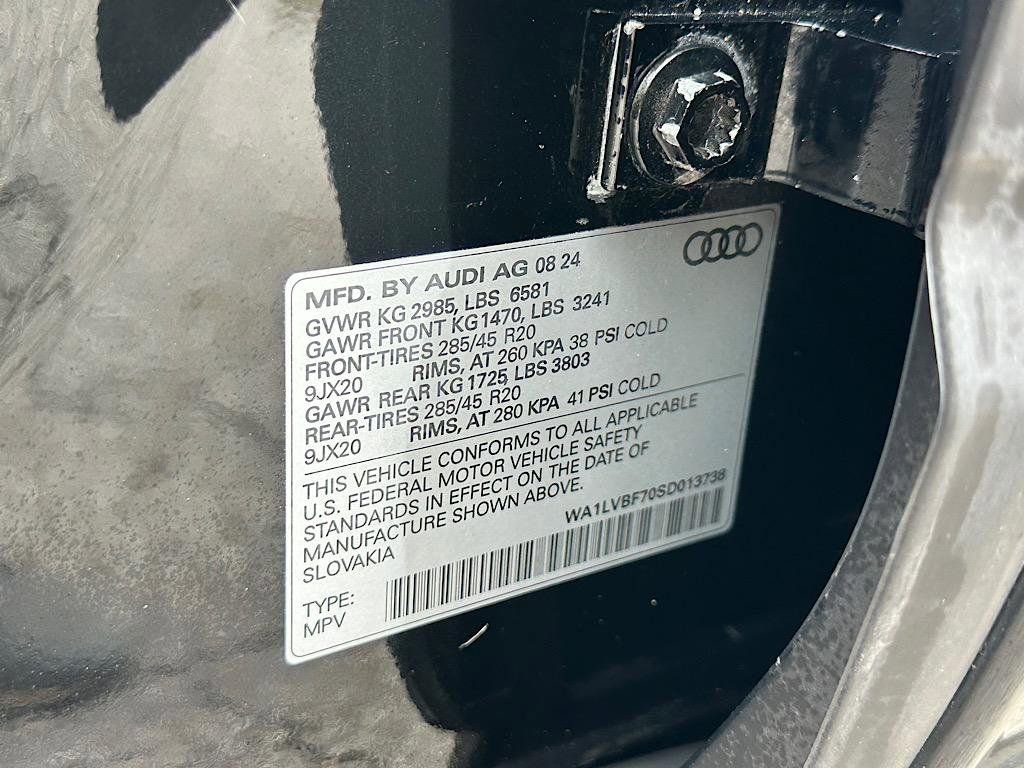 MFD. BY AUDI AG 08 24
GVWR KG 2985, LBS 6581
GAWR FRONT KG 1470, LBS 3241
FRONT-TIRES 285/45 R20
9JX20 RIMS, AT 260 KPA 38 PSI COLD
GAWR REAR KG 1725, LBS 3803
REAR-TIRES 285/45 R20
9JX20 RIMS, AT 280 KPA 41 PSI COLD
THIS VEHICLE CONFORMS TO ALL APPLICABLE
U.S. FEDERAL MOTOR VEHICLE SAFETY
STANDARDS IN EFFECT ON THE DATE OF
MANUFACTURE SHOWN ABOVE.
SLOVAKIA
WA1LVBF70SD013738
TYPE:
MPV